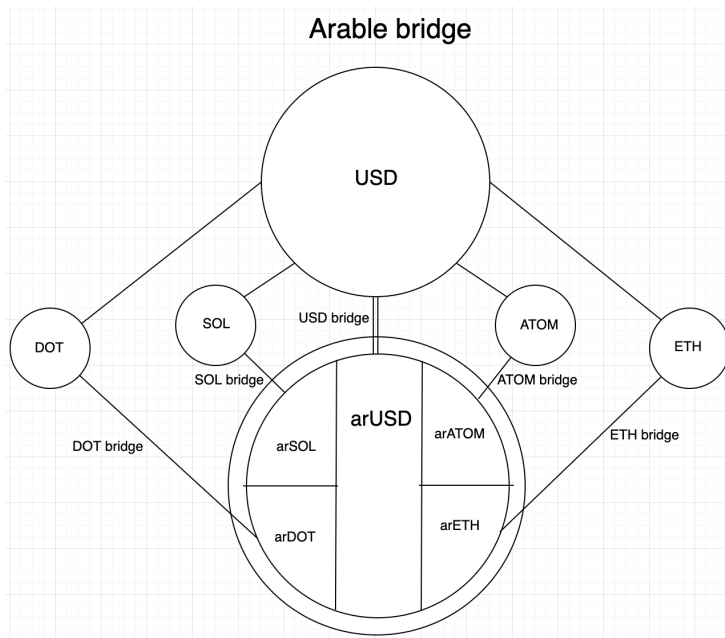 Arable bridge
USD
USD bridge
SOL
ATOM
DOT
ETH
SOL bridge
ATOM bridge
arUSD
arSOL
arATOM
DOT bridge
ETH bridge
arDOT
arETH